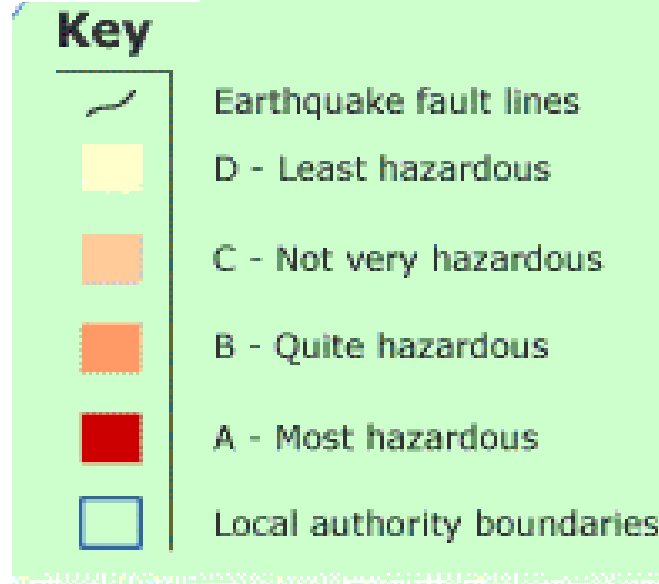 Key
Earthquake fault lines
D - Least hazardous
C - Not very hazardous
B - Quite hazardous
A - Most hazardous
Local authority boundaries